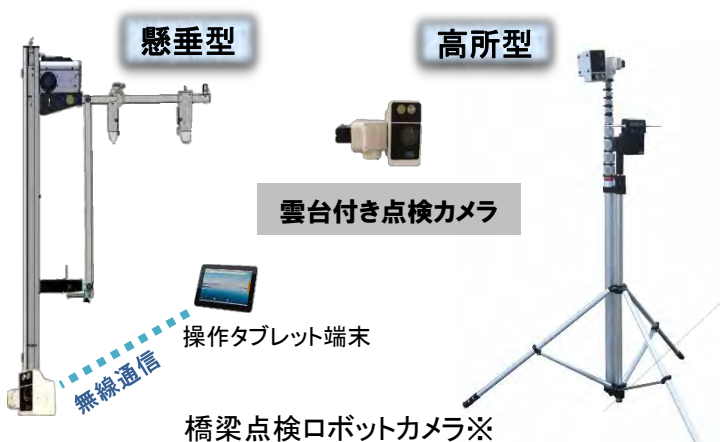 懸垂型
高所型
雲台付き点検カメラ
操作タブレット端末
無線通信
橋梁点検ロボットカメラ※